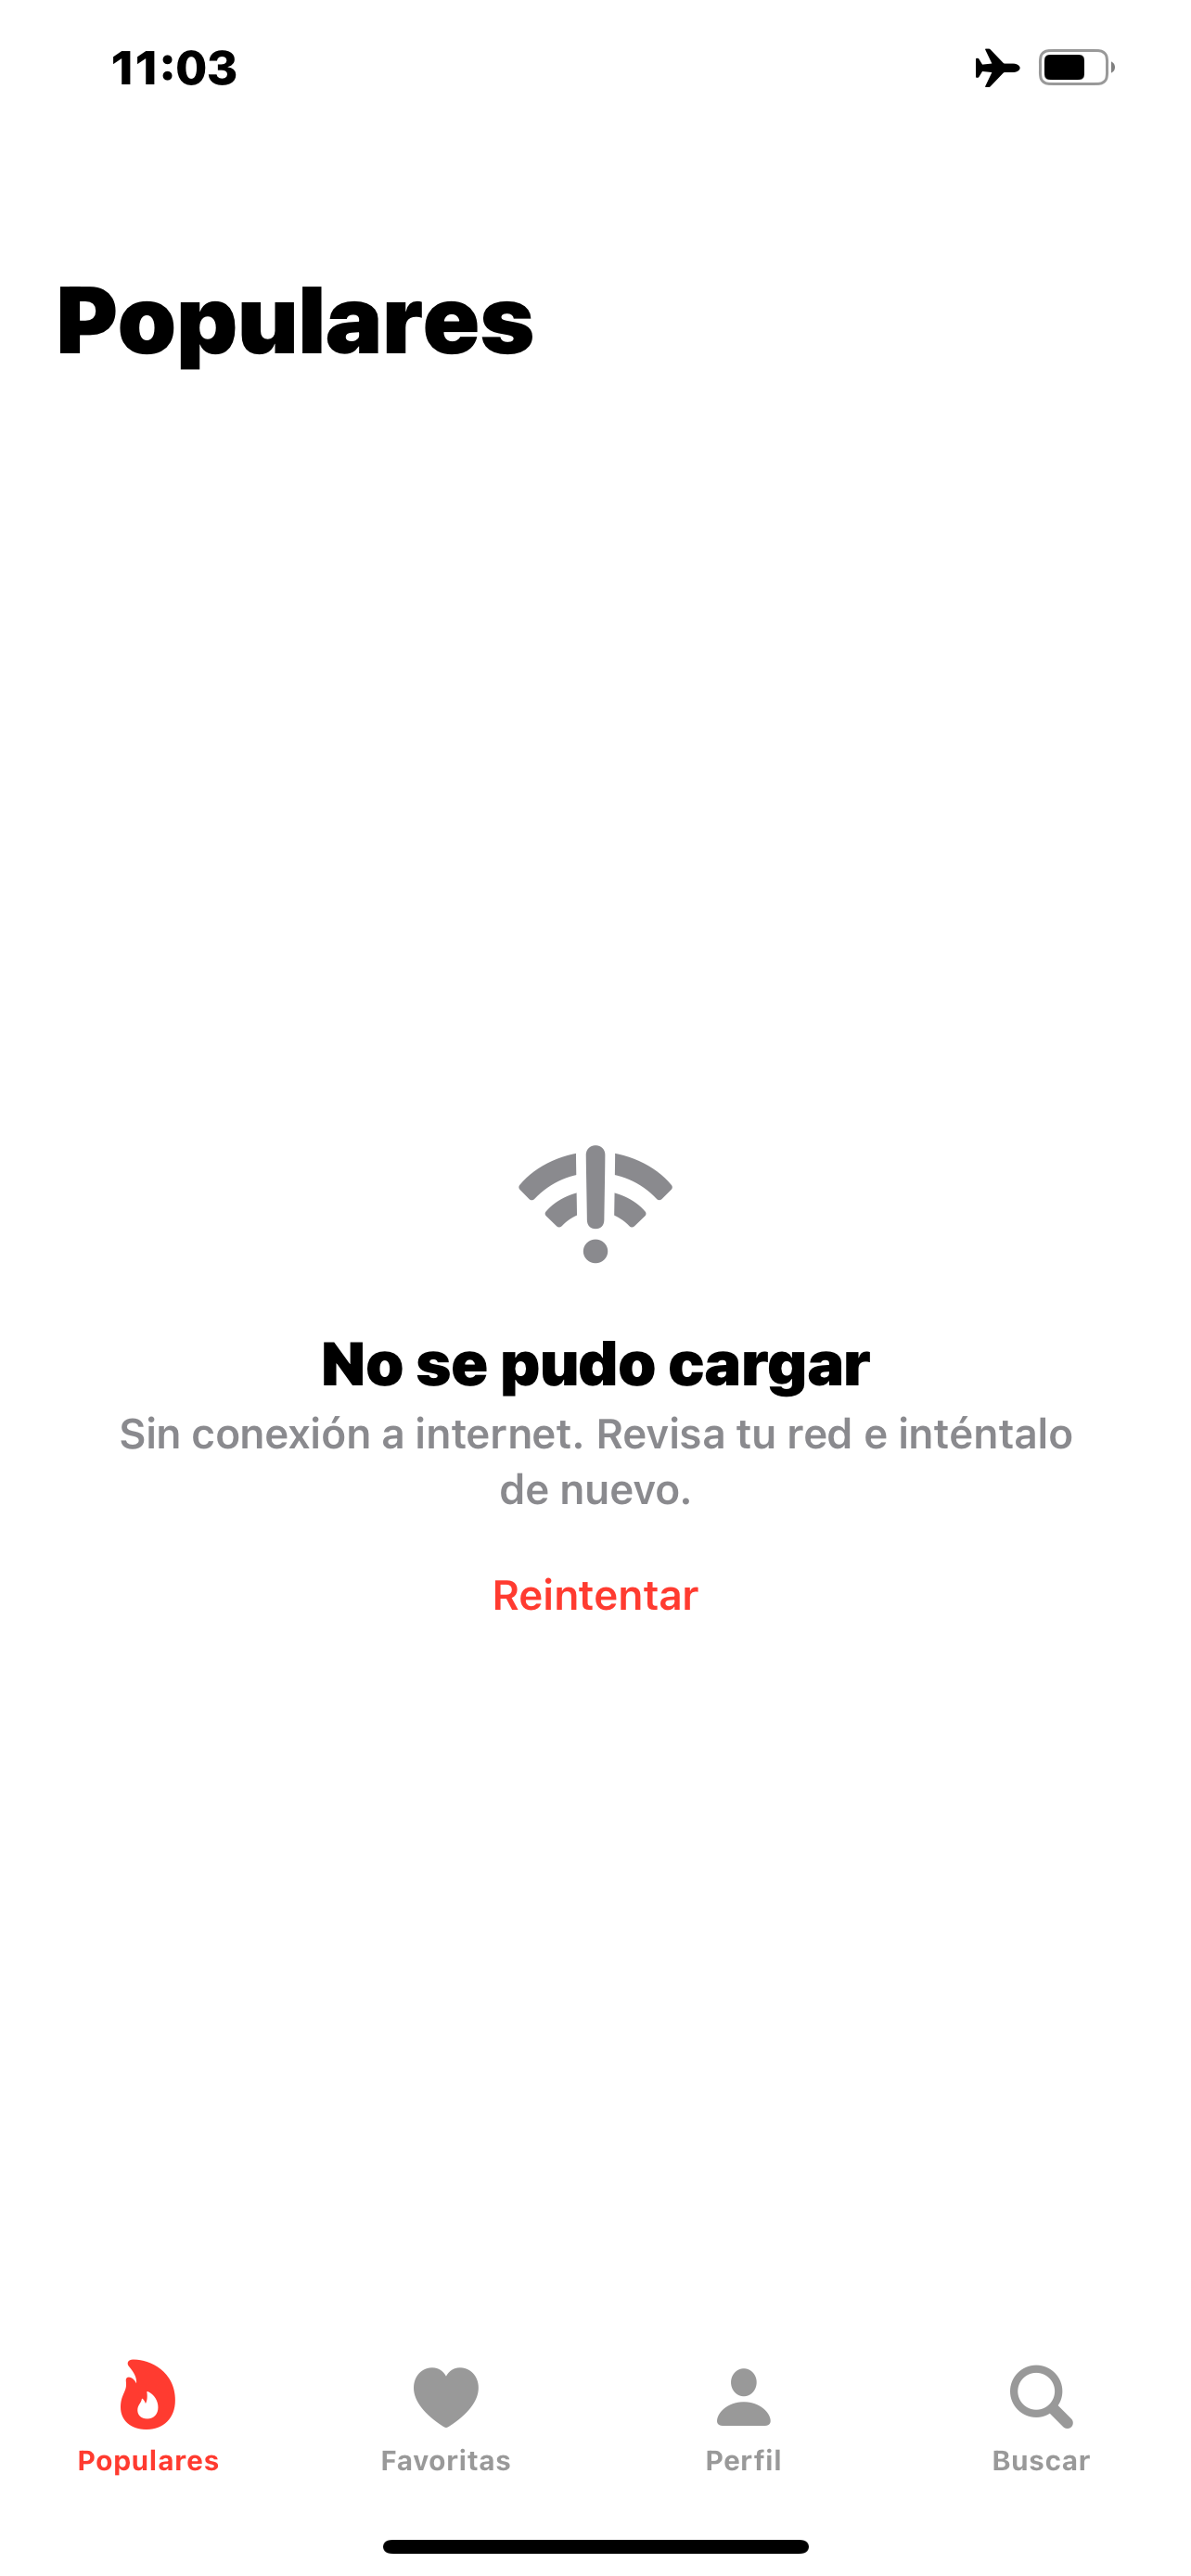 11:03
Populares
No se pudo cargar
Sin conexión a internet. Revisa tu red e inténtalo
de nuevo.
Reintentar
Populares
Favoritas
Perfil
Buscar